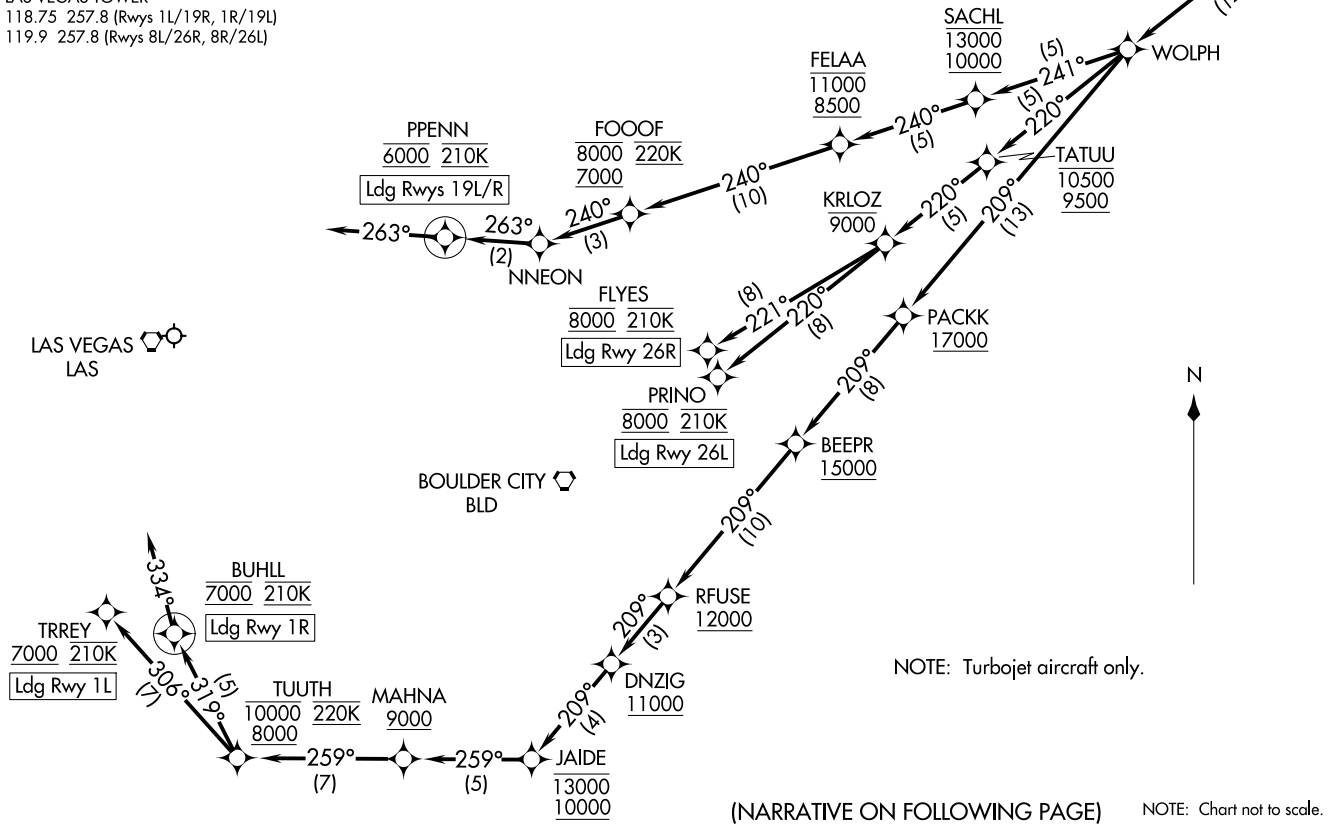 118.75 257.8 (Rwys 1L/19R, 1R/19L)
119.9 257.8 (Rwys 8L/26R, 8R/26L)
SACHL
13000
10000
(5)
241°
WOLPH
FELAA
11000
8500
240°
(5)
(5)
220°
PPENN
6000 210K
Ldg Rwys 19L/R
FOOOF
8000 220K
7000
240°
(10)
TATUU
10500
9500
KRLOZ
9000
220°
(5)
209°
(13)
263°
263°
(2)
240°
(3)
NNEON
FLYES
8000 210K
Ldg Rwy 26R
(8)
221°
220°
(8)
PACKK
17000
LAS VEGAS
LAS
PRINO
8000 210K
Ldg Rwy 26L
209°
(8)
N
BEEPR
15000
BOULDER CITY
BLD
209°
(10)
334°
BUHLL
7000 210K
Ldg Rwy 1R
RFUSE
12000
TRREY
7000 210K
Ldg Rwy 1L
209°
(3)
NOTE: Turbojet aircraft only.
306°
(7)
319°
(5)
TUUTH
10000 220K
8000
MAHNA
9000
DNZIG
11000
209°
(4)
259°
(7)
259°
(5)
JAIDE
13000
10000
(NARRATIVE ON FOLLOWING PAGE)
NOTE: Chart not to scale.